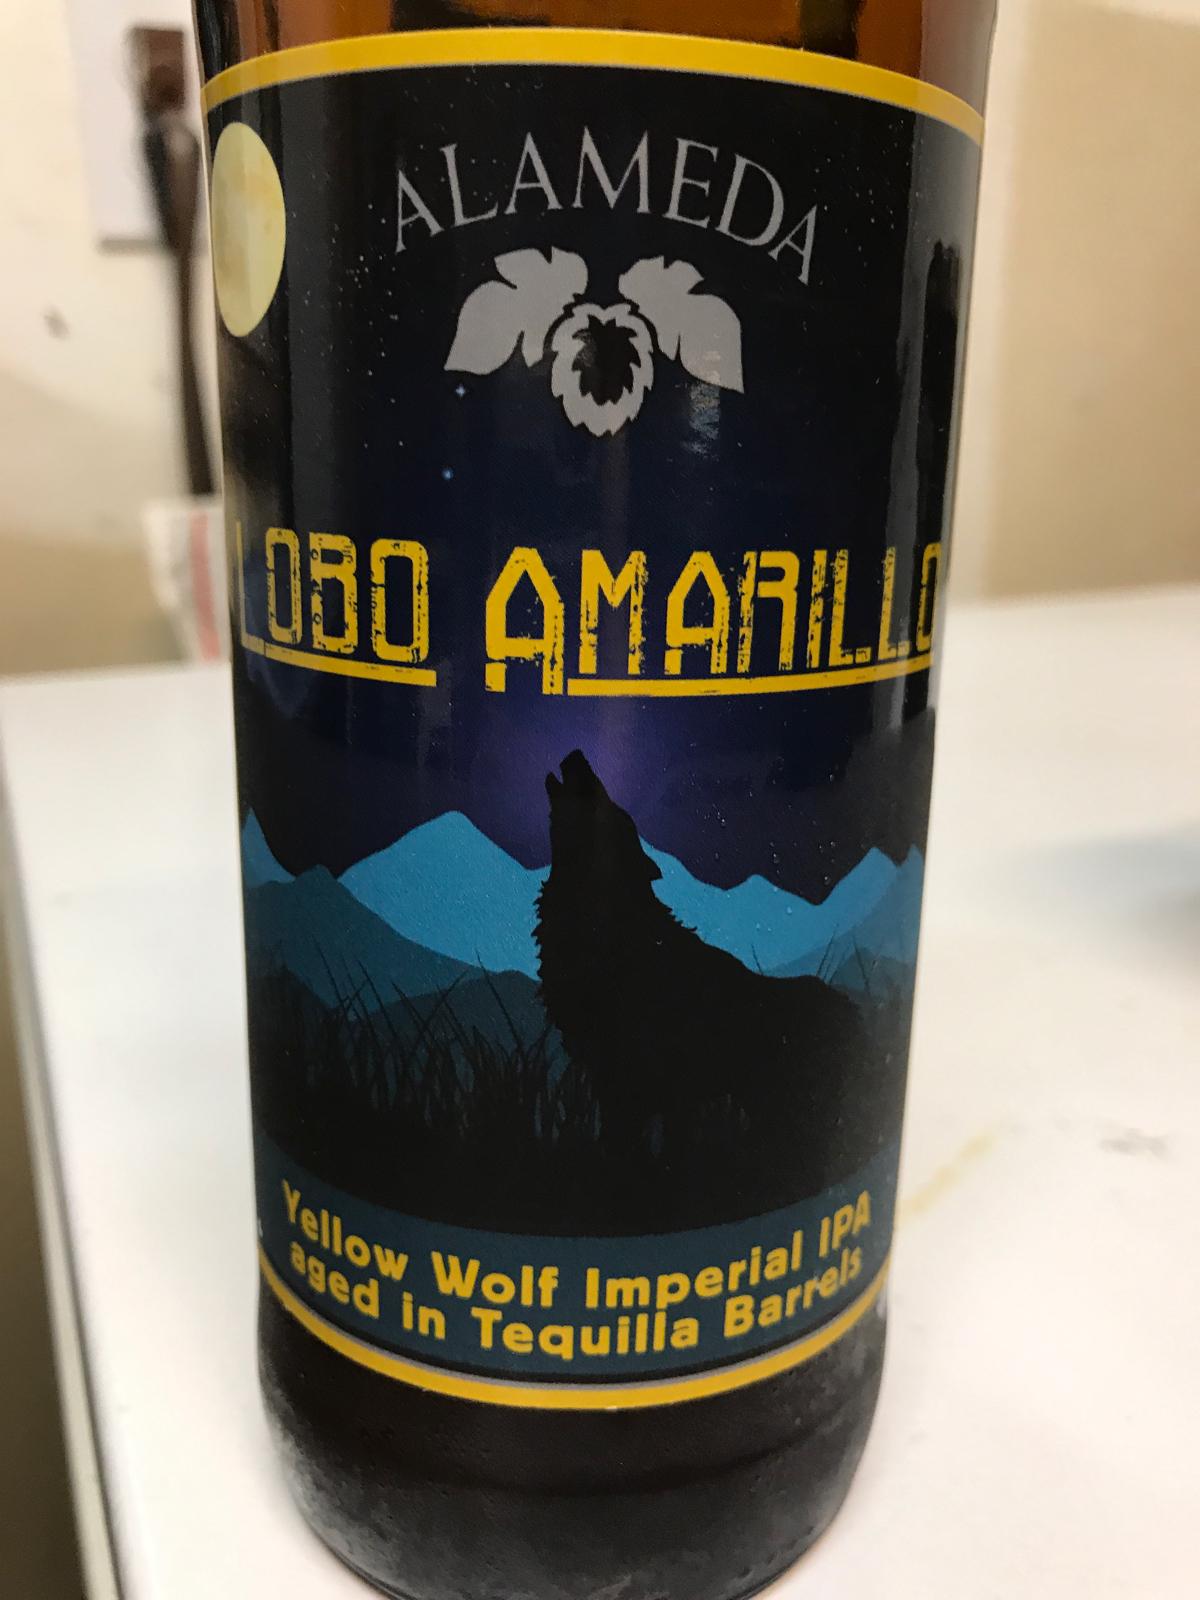 ALAMEDA
LOBO AMARILLO
Yellow Wolf Imperial IPA
aged in Tequilla Barrels